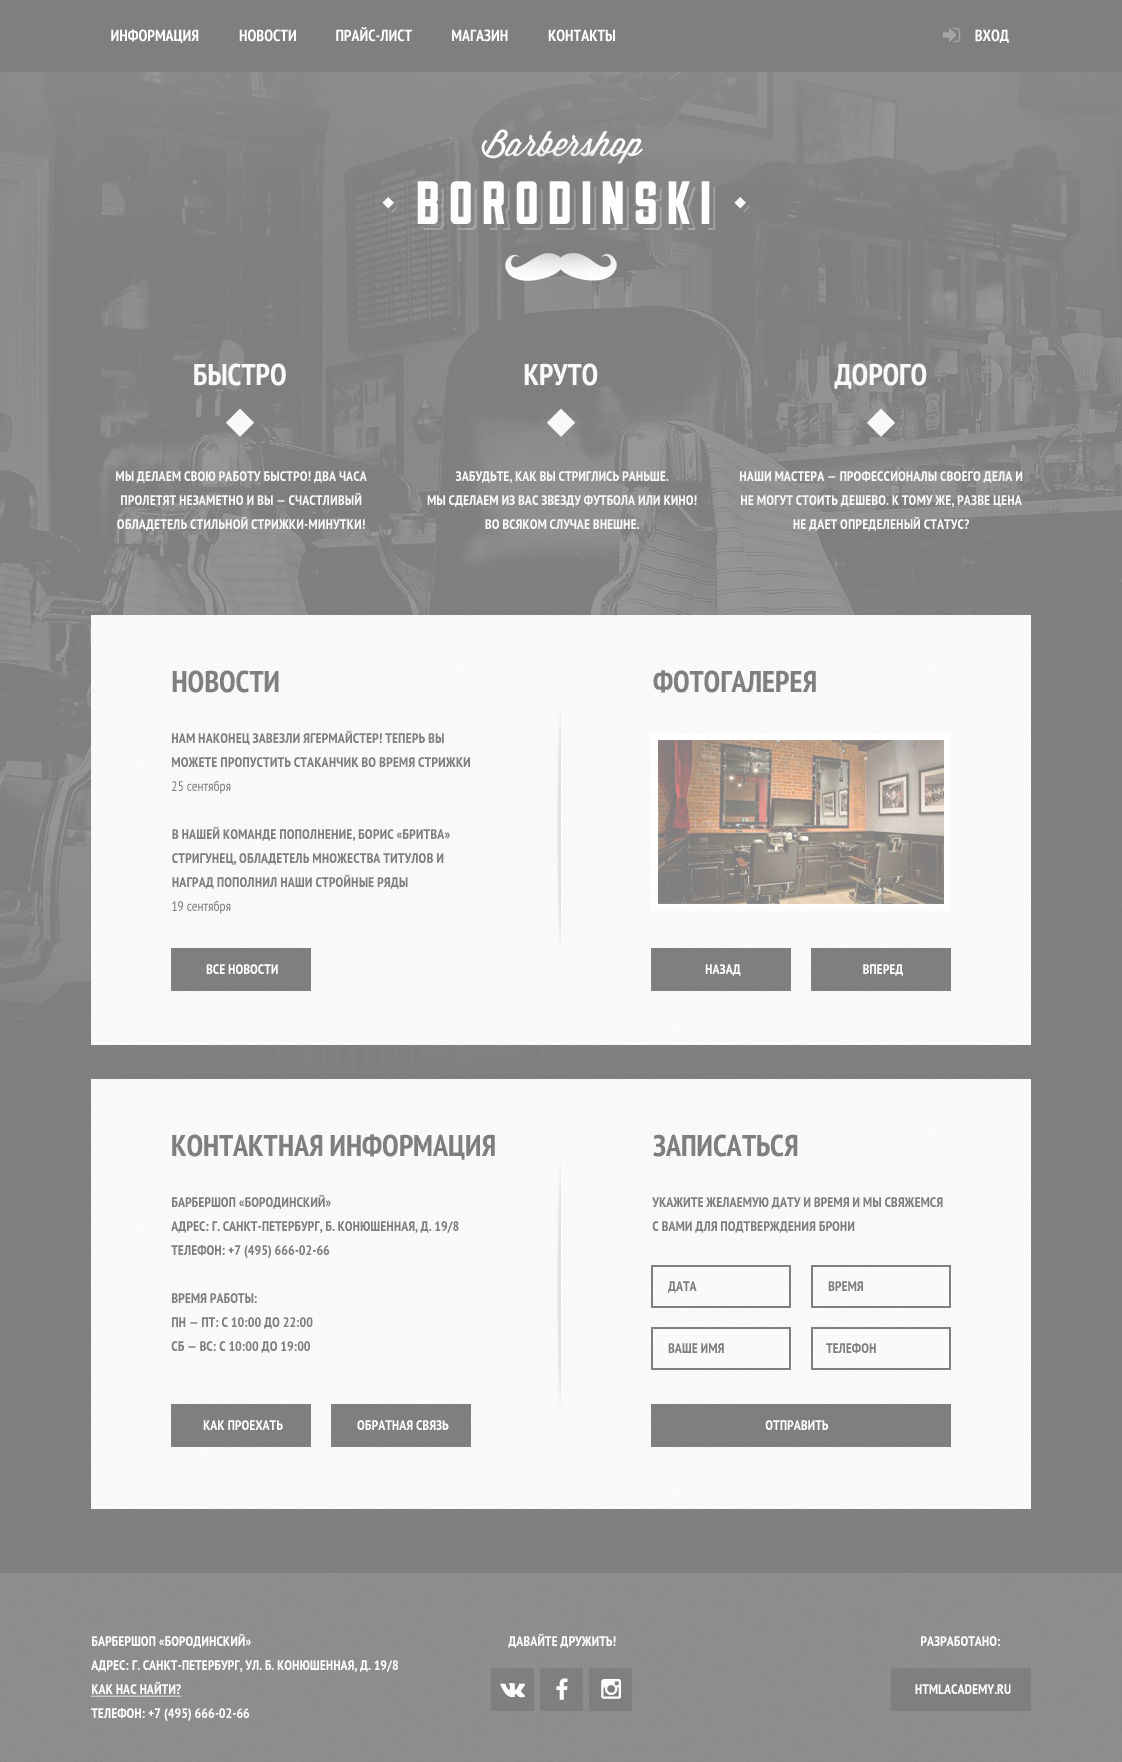 ИНФОРМАЦИЯ НОВОСТИ ПРАЙС-ЛИСТ МАГАЗИН КОНТАКТЫ ВХОД
Barbershop
BORODINSKI
БЫСТРО
МЫ ДЕЛАЕМ СВОЮ РАБОТУ БЫСТРО! ДВА ЧАСА
ПРОЛЕТЯТ НЕЗАМЕТНО И ВЫ — СЧАСТЛИВЫЙ
ОБЛАДЕТЕЛЬ СТИЛЬНОЙ СТРИЖКИ-МИНУТКИ!
КРУТО
ЗАБУДЬТЕ, КАК ВЫ СТРИГЛИСЬ РАНЬШЕ.
МЫ СДЕЛАЕМ ИЗ ВАС ЗВЕЗДУ ФУТБОЛА ИЛИ КИНО!
ВО ВСЯКОМ СЛУЧАЕ ВНЕШНЕ.
ДОРОГО
НАШИ МАСТЕРА — ПРОФЕССИОНАЛЫ СВОЕГО ДЕЛА И
НЕ МОГУТ СТОИТЬ ДЕШЕВО. К ТОМУ ЖЕ, РАЗВЕ ЦЕНА
НЕ ДАЕТ ОПРЕДЕЛЕНЫЙ СТАТУС?
НОВОСТИ
НАМ НАКОНЕЦ ЗАВЕЗЛИ ЯГЕРМАЙСТЕР! ТЕПЕРЬ ВЫ
МОЖЕТЕ ПРОПУСТИТЬ СТАКАНЧИК ВО ВРЕМЯ СТРИЖКИ
25 сентября
В НАШЕЙ КОМАНДЕ ПОПОЛНЕНИЕ, БОРИС «БРИТВА»
СТРИГУНЕЦ, ОБЛАДЕТЕЛЬ МНОЖЕСТВА ТИТУЛОВ И
НАГРАД ПОПОЛНИЛ НАШИ СТРОЙНЫЕ РЯДЫ
19 сентября
ВСЕ НОВОСТИ
ФОТОГАЛЕРЕЯ
НАЗАД ВПЕРЕД
КОНТАКТНАЯ ИНФОРМАЦИЯ
БАРБЕРШОП «БОРОДИНСКИЙ»
АДРЕС: Г. САНКТ-ПЕТЕРБУРГ, Б. КОНЮШЕННАЯ, Д. 19/8
ТЕЛЕФОН: +7 (495) 666-02-66
ВРЕМЯ РАБОТЫ:
ПН — ПТ: С 10:00 ДО 22:00
СБ — ВС: С 10:00 ДО 19:00
КАК ПРОЕХАТЬ ОБРАТНАЯ СВЯЗЬ
ЗАПИСАТЬСЯ
УКАЖИТЕ ЖЕЛАЕМУЮ ДАТУ И ВРЕМЯ И МЫ СВЯЖЕМСЯ
С ВАМИ ДЛЯ ПОДТВЕРЖДЕНИЯ БРОНИ
ДАТА ВРЕМЯ
ВАШЕ ИМЯ ТЕЛЕФОН
ОТПРАВИТЬ
БАРБЕРШОП «БОРОДИНСКИЙ»
АДРЕС: Г. САНКТ-ПЕТЕРБУРГ, УЛ. Б. КОНЮШЕННАЯ, Д. 19/8
КАК НАС НАЙТИ?
ТЕЛЕФОН: +7 (495) 666-02-66
ДАВАЙТЕ ДРУЖИТЬ!
РАЗРАБОТАНО:
HTMLACADEMY.RU